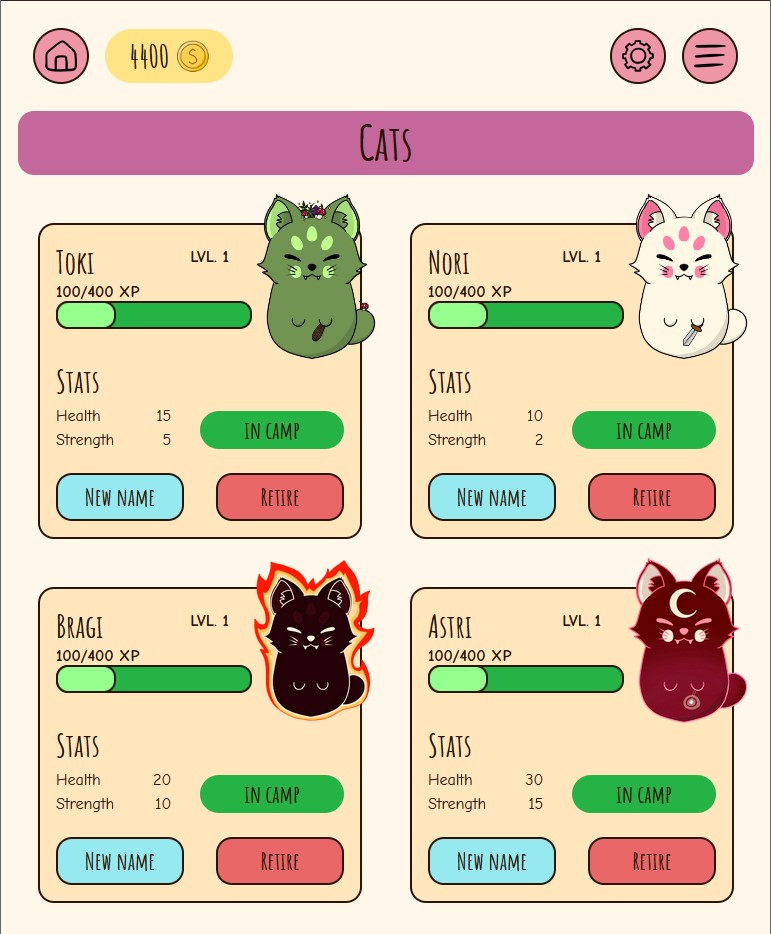 4400
Cats
Toki
LVL. 1
100/400 XP
Stats
Health 15
Strength 5
IN CAMP
New name
Retire
Nori
LVL. 1
100/400 XP
Stats
Health 10
Strength 2
IN CAMP
New name
Retire
Bragi
LVL. 1
100/400 XP
Stats
Health 20
Strength 10
IN CAMP
New name
Retire
Astri
LVL. 1
100/400 XP
Stats
Health 30
Strength 15
IN CAMP
New name
Retire